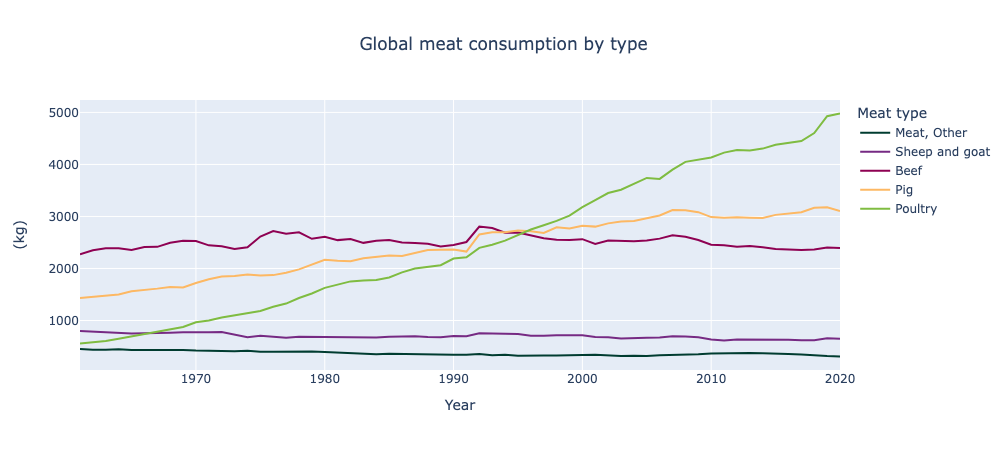 Global meat consumption by type
(kg)
5000
4000
3000
2000
1000
1970
1980
1990
2000
2010
2020
Year
Meat type
Meat, Other
Sheep and goat
Beef
Pig
Poultry